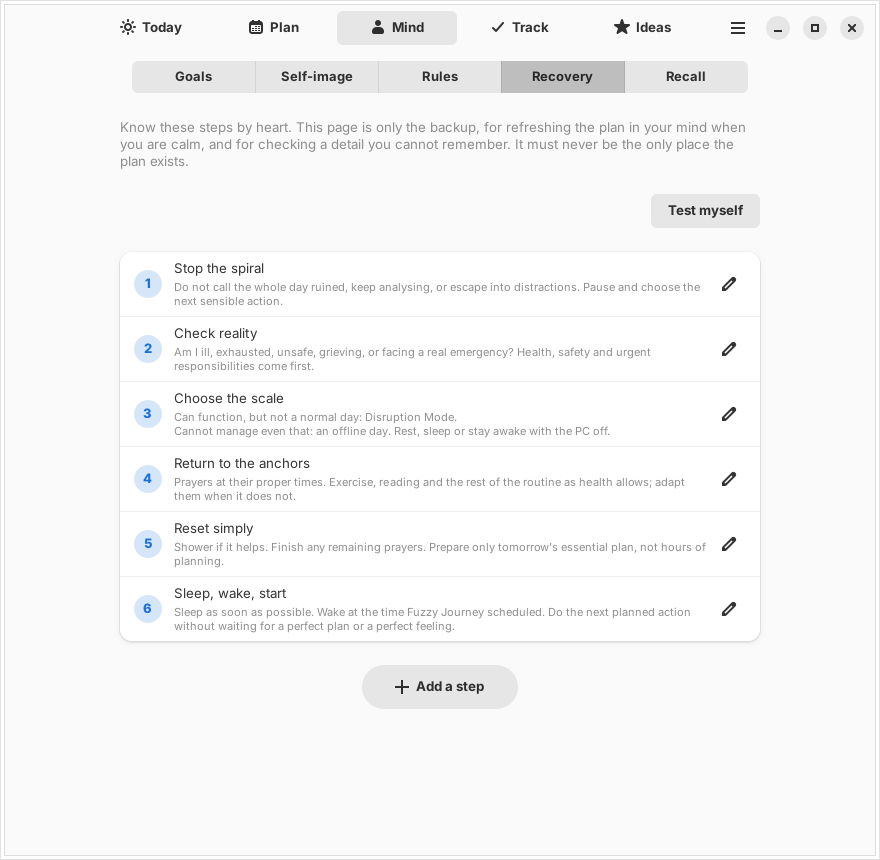 Today
Plan
Mind
Track
Ideas
Goals
Self-image
Rules
Recovery
Recall
Know these steps by heart. This page is only the backup, for refreshing the plan in your mind when
you are calm, and for checking a detail you cannot remember. It must never be the only place the
plan exists.
Test myself
1
Stop the spiral
Do not call the whole day ruined, keep analysing, or escape into distractions. Pause and choose the
next sensible action.
2
Check reality
Am I ill, exhausted, unsafe, grieving, or facing a real emergency? Health, safety and urgent
responsibilities come first.
3
Choose the scale
Can function, but not a normal day: Disruption Mode.
Cannot manage even that: an offline day. Rest, sleep or stay awake with the PC off.
4
Return to the anchors
Prayers at their proper times. Exercise, reading and the rest of the routine as health allows; adapt
them when it does not.
5
Reset simply
Shower if it helps. Finish any remaining prayers. Prepare only tomorrow's essential plan, not hours of
planning.
6
Sleep, wake, start
Sleep as soon as possible. Wake at the time Fuzzy Journey scheduled. Do the next planned action
without waiting for a perfect plan or a perfect feeling.
Add a step